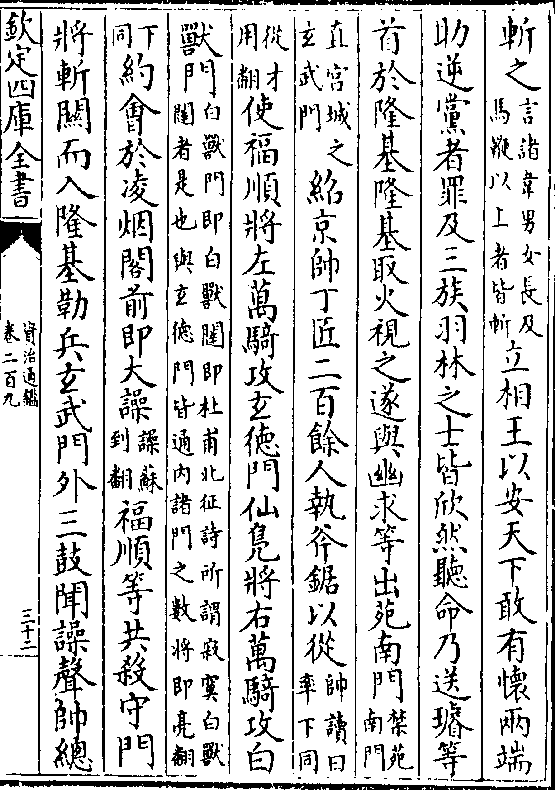 斬之言諸韋男女長及馬鞭以上者皆斬立相王以安天下敢有懷兩端
助逆黨者罪及三族羽林之士皆欣然聽命乃送璿等
首於隆基隆基取火視之遂與幽求等出苑南門禁苑南門
直宫城之玄武門紹京帥丁匠二百餘人執斧鋸以從帥讀曰率下同
從才用翻使福順將左萬騎攻玄徳門仙鳬將右萬騎攻白
獸門白獸門即白獸闥即杜甫北征詩所謂寂寞白獸闥者是也與玄德門皆通内諸門之數將即亮翻
下同約會於凌烟閣前即大譟譟蘇到翻福順等共殺守門
將斬關而入隆基勒兵玄武門外三鼓聞譟聲帥總
欽定四庫全書
資治通鑑
卷二百九
三十二